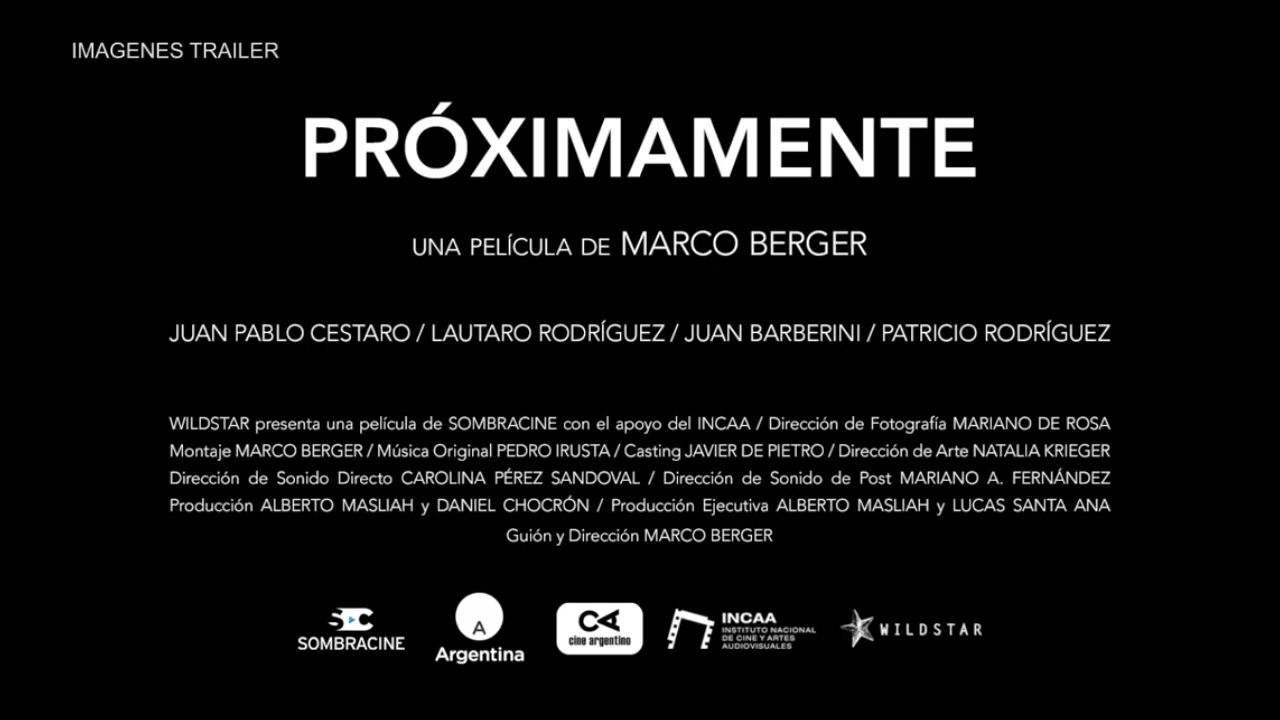 IMAGENES TRAILER
PRÓXIMAMENTE
UNA PELÍCULA DE MARCO BERGER
JUAN PABLO CESTARO / LAUTARO RODRÍGUEZ / JUAN BARBERINI / PATRICIO RODRÍGUEZ
WILDSTAR presenta una película de SOMBRACINE con el apoyo del INCAA / Dirección de Fotografía MARIANO DE ROSA
Montaje MARCO BERGER / Música Original PEDRO IRUSTA / Casting JAVIER DE PIETRO / Dirección de Arte NATALIA KRIEGER
Dirección de Sonido Directo CAROLINA PÉREZ SANDOVAL / Dirección de Sonido de Post MARIANO A. FERNÁNDEZ
Producción ALBERTO MASLIAH y DANIEL CHOCRÓN / Producción Ejecutiva ALBERTO MASLIAH y LUCAS SANTA ANA
Guión y Dirección MARCO BERGER
SC
SOMBRACINE
A
Argentina
CA
cine argentino
INCAA
INSTITUTO NACIONAL
DE CINE Y ARTES
AUDIOVISUALES
WILDSTAR